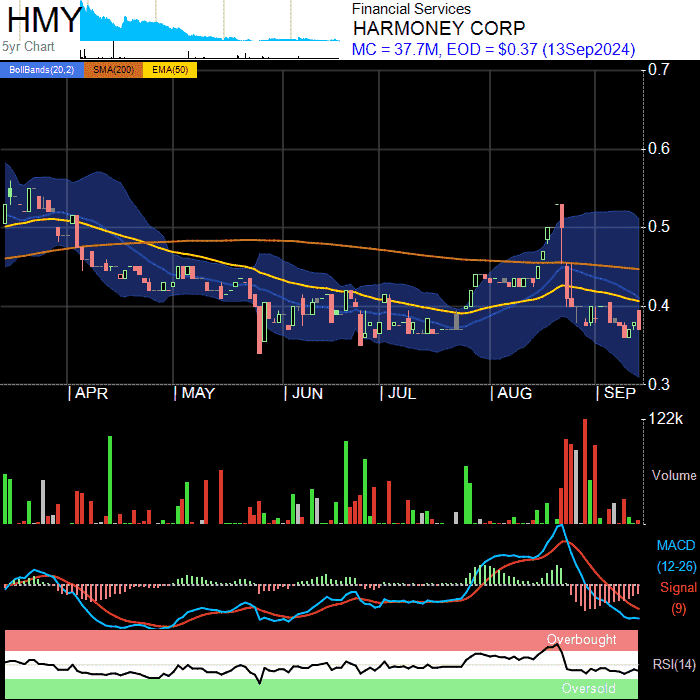 HMY
5yr Chart
Financial Services
HARMONEY CORP
MC = 37.7M, EOD = $0.37 (13Sep2024)
BollBands(20,2) SMA(200) EMA(50)
0.7
0.6
0.5
0.4
0.3
APR MAY JUN JUL AUG SEP
122k
Volume
MACD
(12-26)
Signal
(9)
Overbought
RSI(14)
Oversold